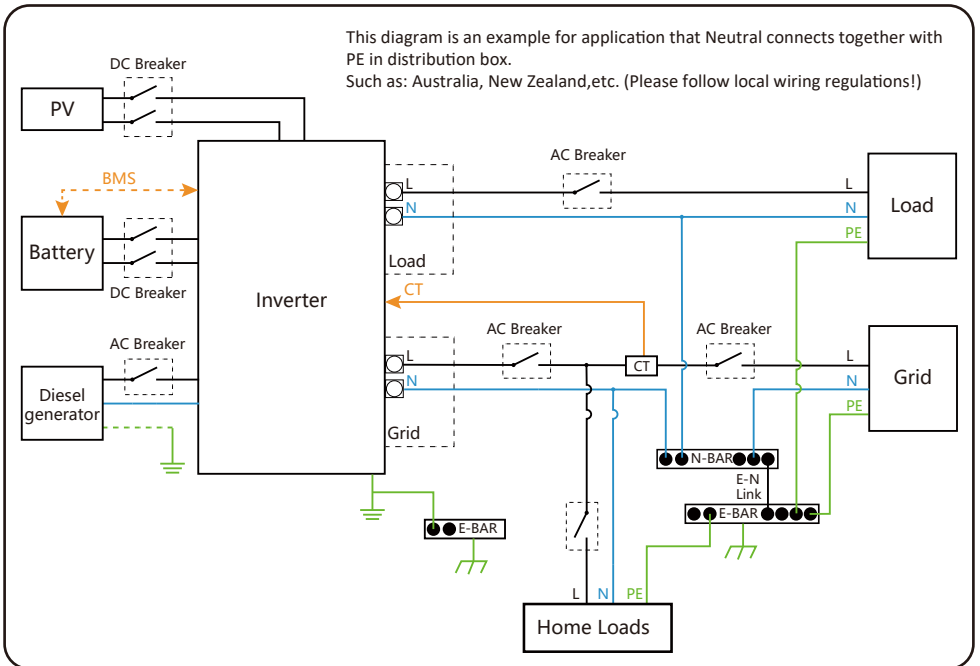 This diagram is an example for application that Neutral connects together with
PE in distribution box.
Such as: Australia, New Zealand,etc. (Please follow local wiring regulations!)
DC Breaker
PV
AC Breaker
BMS
L
N
L
N
PE
Load
Battery
Load
DC Breaker
Inverter
CT
AC Breaker
AC Breaker
AC Breaker
L
N
CT
L
N
PE
Grid
Diesel
generator
Grid
N-BAR
E-N
Link
E-BAR
E-BAR
L
N
PE
Home Loads